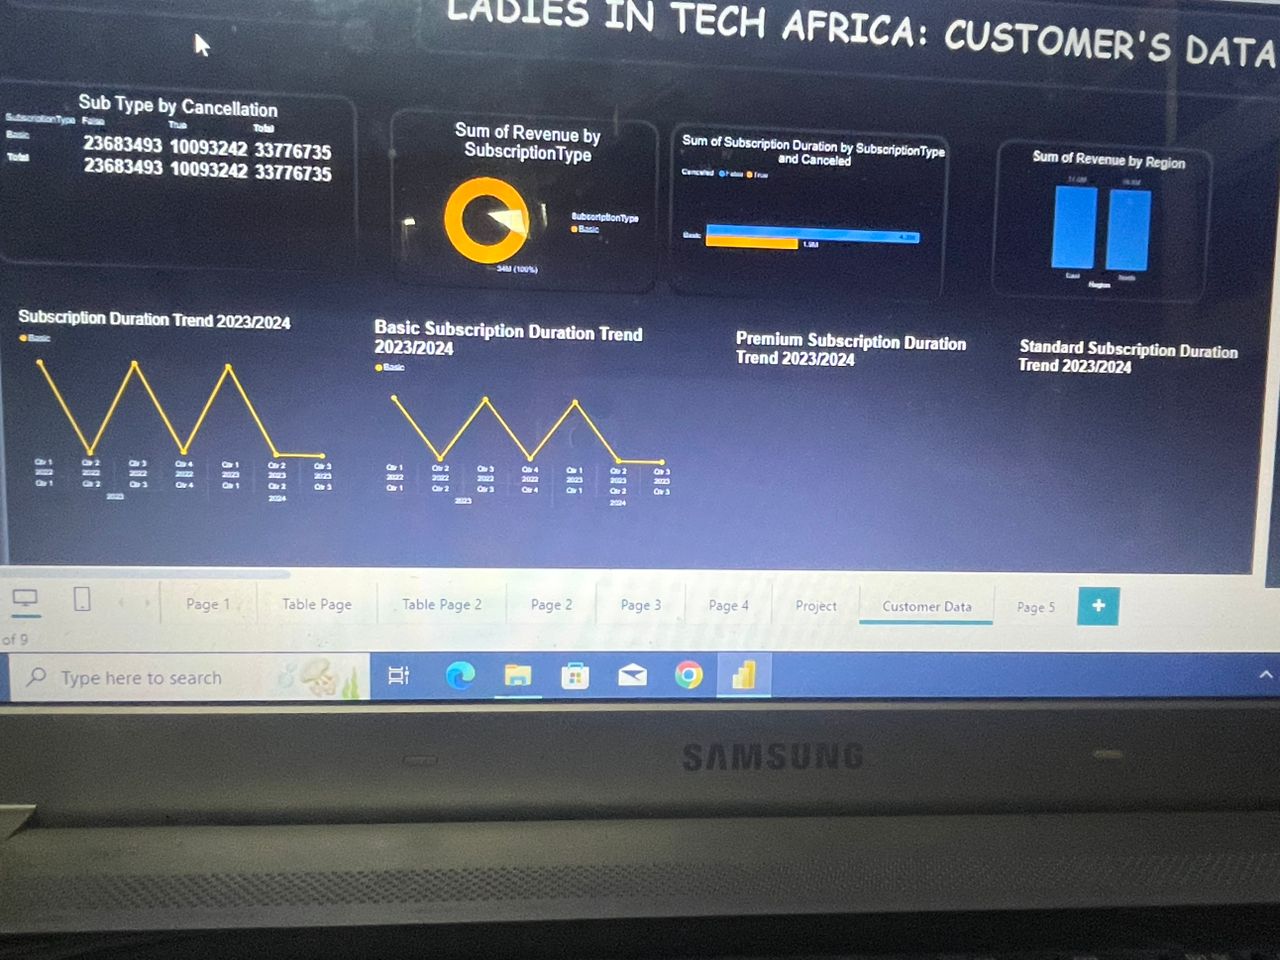 LADIES IN TECH AFRICA: CUSTOMER'S DATA
Sub Type by Cancellation
SubscriptionType False True Total
Basic 23683493 10093242 33776735
Total 23683493 10093242 33776735
Sum of Revenue by
SubscriptionType
SubscriptionType
Basic
34M (100%)
Sum of Subscription Duration by SubscriptionType
and Canceled
Canceled False True
Basic
1.9M
Sum of Revenue by Region
East North
Region
Subscription Duration Trend 2023/2024
Basic
Qtr 1 Qtr 2 Qtr 3 Qtr 4 Qtr 1 Qtr 2 Qtr 3
2022 2022 2022 2022 2023 2023 2023
Qtr 1 Qtr 2 Qtr 3 Qtr 4 Qtr 1 Qtr 2 Qtr 3
2023 2024
Basic Subscription Duration Trend
2023/2024
Basic
Qtr 1 Qtr 2 Qtr 3 Qtr 4 Qtr 1 Qtr 2 Qtr 3
2022 2022 2022 2022 2023 2023 2023
Qtr 1 Qtr 2 Qtr 3 Qtr 4 Qtr 1 Qtr 2 Qtr 3
2023 2024
Premium Subscription Duration
Trend 2023/2024
Standard Subscription Duration
Trend 2023/2024
Page 1 Table Page Table Page 2 Page 2 Page 3 Page 4 Project Customer Data Page 5 +
of 9
Type here to search
SAMSUNG